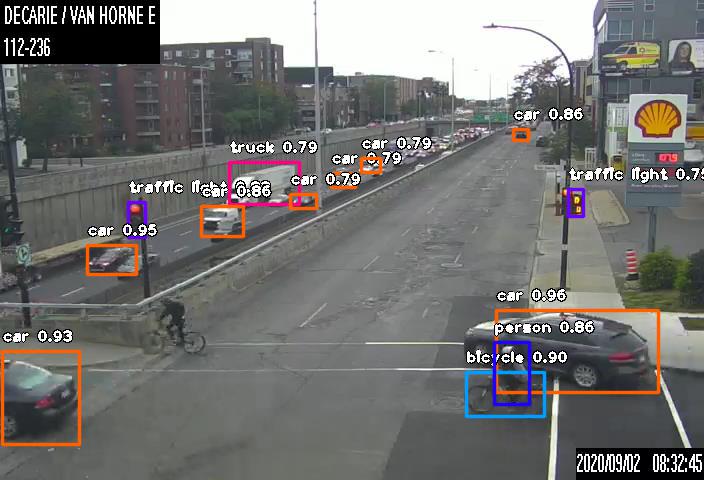 DECARIE / VAN HORNE E
112-236
car 0.86
truck 0.79
car 0.79
car 0.79
traffic light 0.75
traffic light
car 0.86
car 0.79
car 0.95
car 0.96
person 0.86
car 0.93
bicycle 0.90
2020/09/02 08:32:45